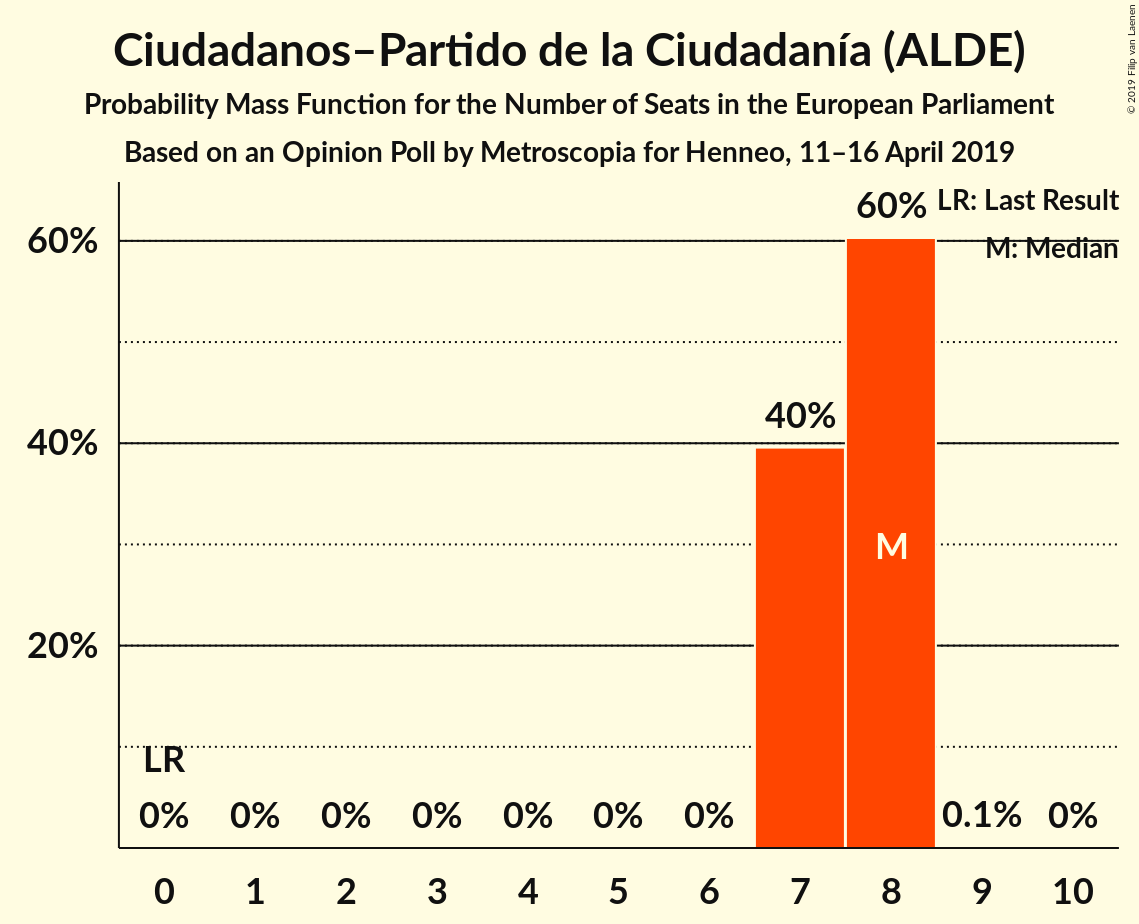 Ciudadanos–Partido de la Ciudadanía (ALDE)
Probability Mass Function for the Number of Seats in the European Parliament
Based on an Opinion Poll by Metroscopia for Henneo, 11–16 April 2019
© 2019 Filip van Laenen
LR: Last Result
M: Median
60%
40%
20%
60%
40%
M
LR
0%
0%
0%
0%
0%
0%
0%
0.1%
0%
0 1 2 3 4 5 6 7 8 9 10